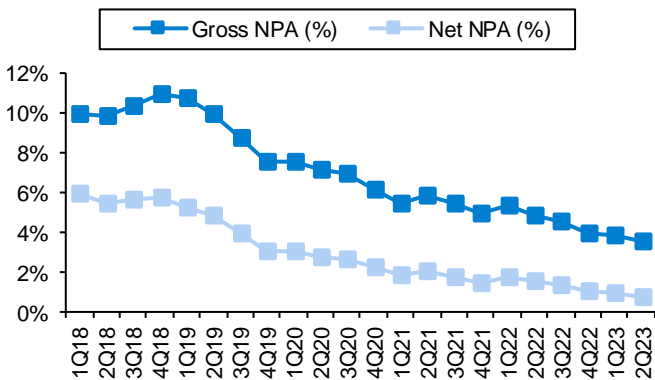 Gross NPA (%) Net NPA (%)
12%
10%
8%
6%
4%
2%
0%
1Q18
2Q18
3Q18
4Q18
1Q19
2Q19
3Q19
4Q19
1Q20
2Q20
3Q20
4Q20
1Q21
2Q21
3Q21
4Q21
1Q22
2Q22
3Q22
4Q22
1Q23
2Q23